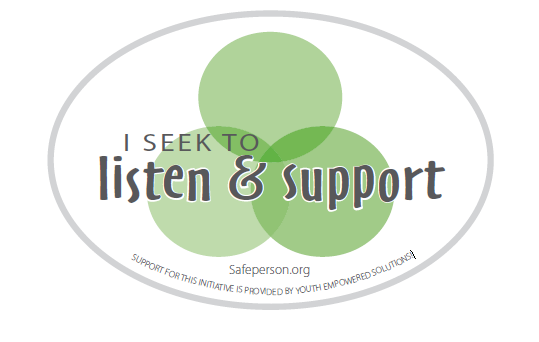 I SEEK TO
listen & support
Safeperson.org
SUPPORT FOR THIS INITIATIVE IS PROVIDED BY YOUTH EMPOWERED SOLUTIONS!